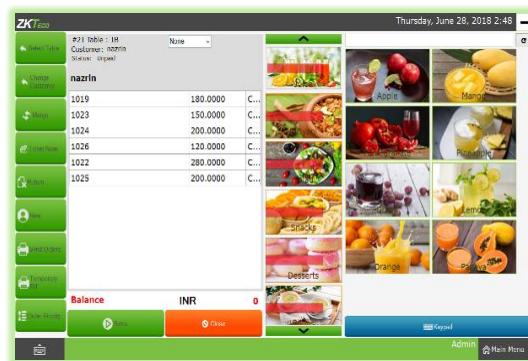 ZKTECO
Thursday, June 28, 2018 2:48
Select Table
#21 Table : 1B
None
Customer: nazrin
Status: Unpaid
Change Customer
nazrin
1019 180.0000 C...
1023 150.0000 C...
1024 200.0000 C...
1026 120.0000 C...
1022 280.0000 C...
1025 200.0000 C...
Merge
Return
New
Temporary
Order Priority
Apple
Mango
Pineapple
Lemon
Orange
Papaya
Snacks
Desserts
Balance INR 0
Close
Keypad
Admin
Main Menu